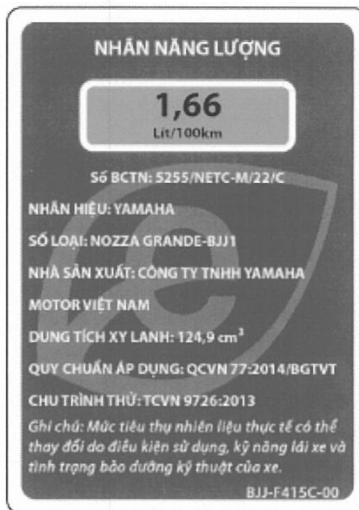 NHÃN NĂNG LƯỢNG
1,66
Lít/100km
Số BCTN: 5255/NETC-M/22/C
NHÃN HIỆU: YAMAHA
SỐ LOẠI: NOZZA GRANDE-BJJ1
NHÀ SẢN XUẤT: CÔNG TY TNHH YAMAHA
MOTOR VIỆT NAM
DUNG TÍCH XY LANH: 124,9 cm³
QUY CHUẨN ÁP DỤNG: QCVN 77:2014/BGTVT
CHU TRÌNH THỬ: TCVN 9726:2013
Ghi chú: Mức tiêu thụ nhiên liệu thực tế có thể
thay đổi do điều kiện sử dụng, kỹ năng lái xe và
tình trạng bảo dưỡng kỹ thuật của xe.
BJJ-F415C-00